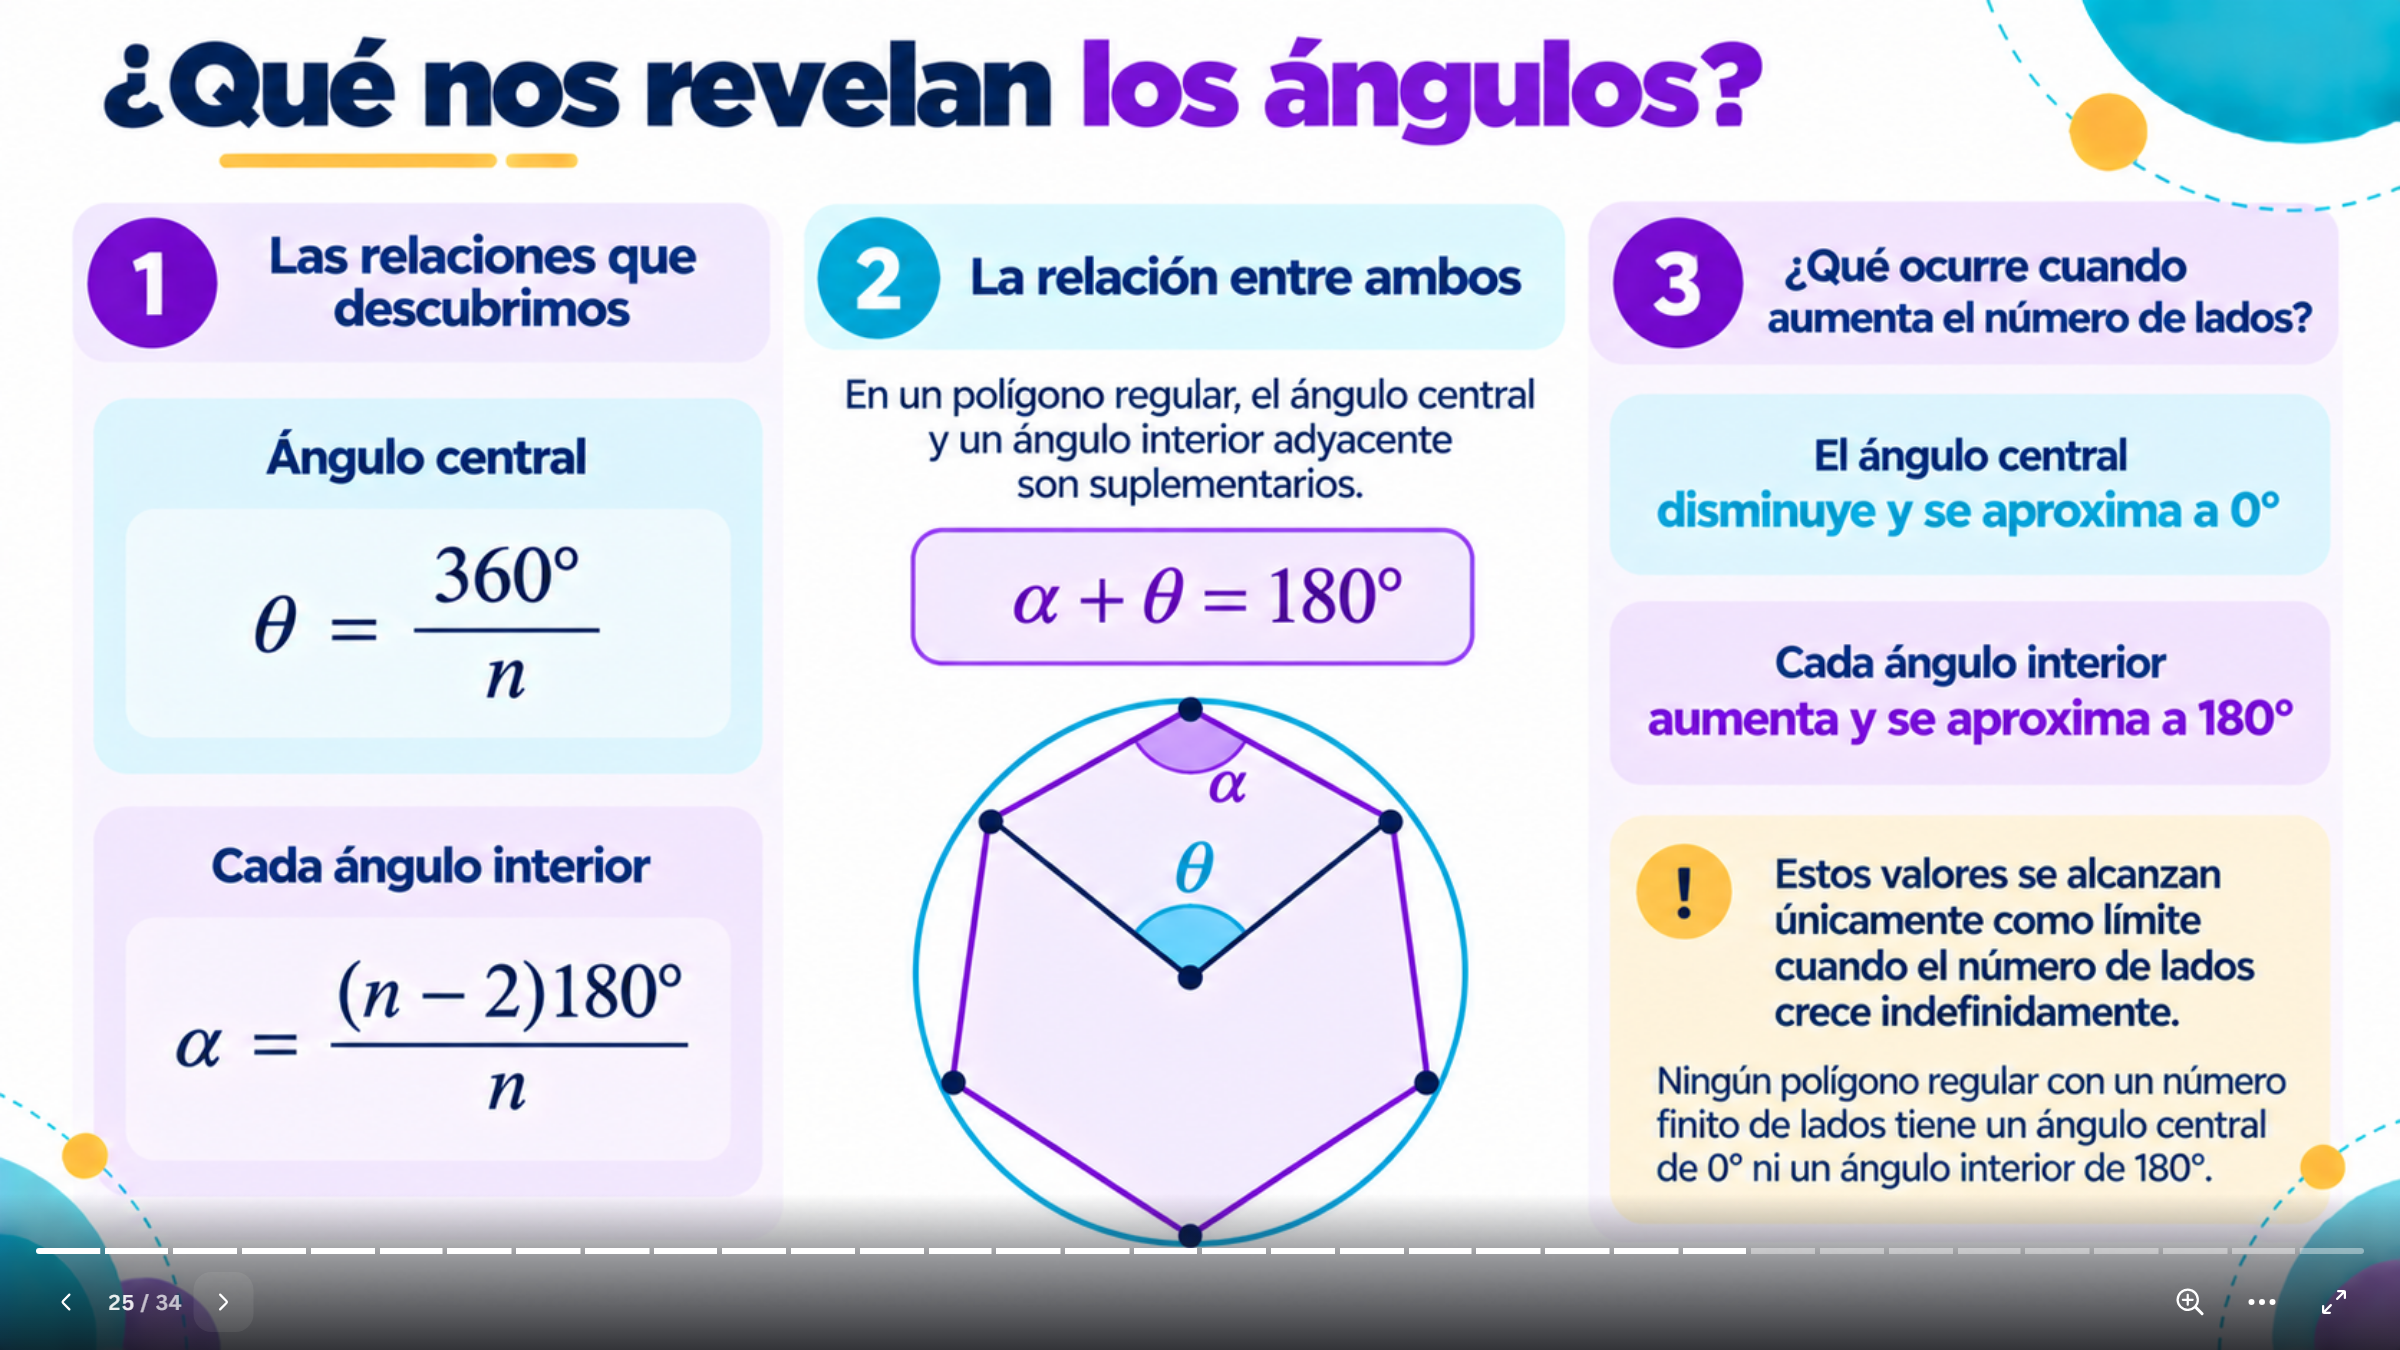 ¿Qué nos revelan los ángulos?
1
Las relaciones que
descubrimos
Ángulo central
θ = 360° / n
Cada ángulo interior
α = (n − 2)180° / n
2
La relación entre ambos
En un polígono regular, el ángulo central
y un ángulo interior adyacente
son suplementarios.
α + θ = 180°
α
θ
3
¿Qué ocurre cuando
aumenta el número de lados?
El ángulo central
disminuye y se aproxima a 0°
Cada ángulo interior
aumenta y se aproxima a 180°
!
Estos valores se alcanzan
únicamente como límite
cuando el número de lados
crece indefinidamente.
Ningún polígono regular con un número
finito de lados tiene un ángulo central
de 0° ni un ángulo interior de 180°.
25 / 34